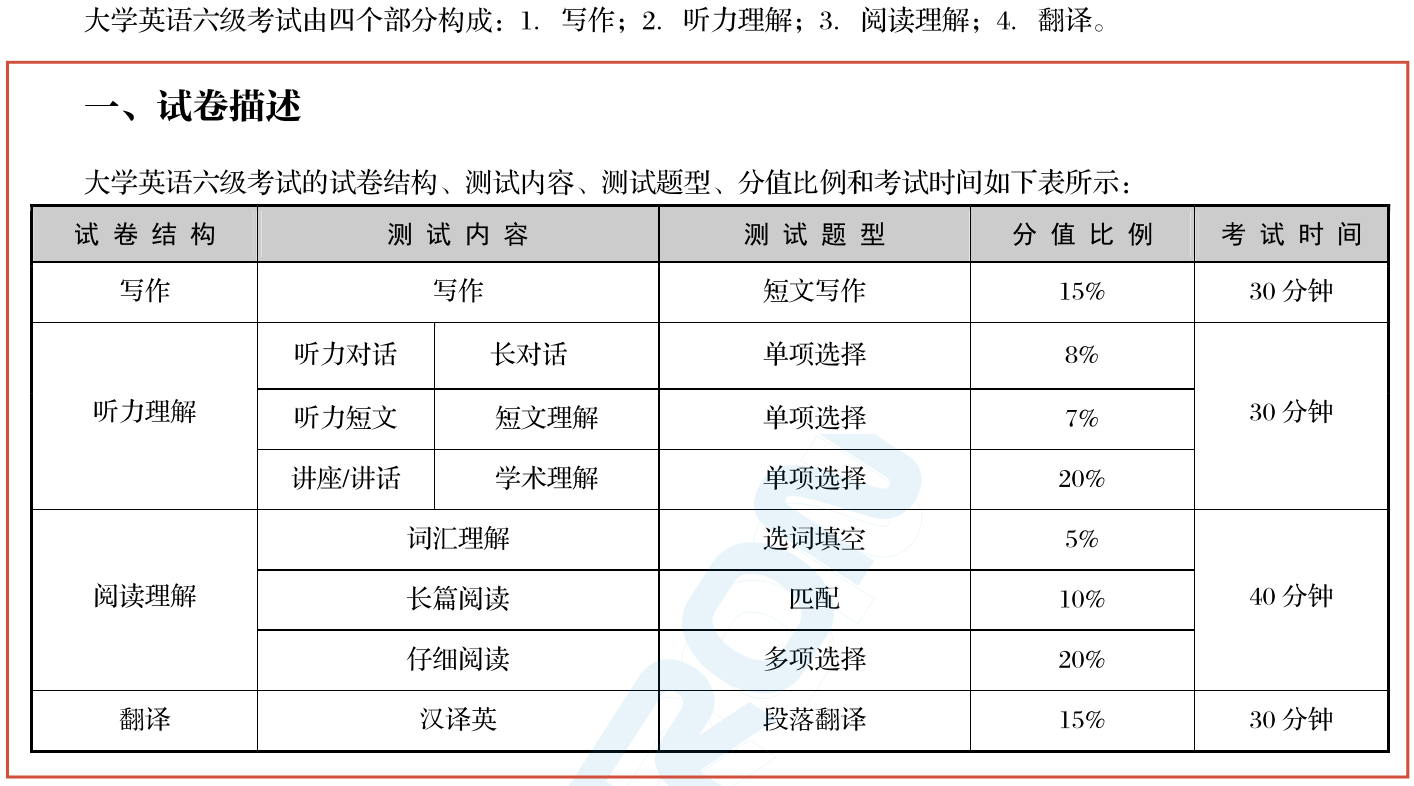 大学英语六级考试由四个部分构成：1. 写作；2. 听力理解；3. 阅读理解；4. 翻译。
一、试卷描述
大学英语六级考试的试卷结构、测试内容、测试题型、分值比例和考试时间如下表所示：
试卷结构 测试内容 测试题型 分值比例 考试时间
写作 写作 短文写作 15% 30 分钟
听力理解 听力对话 长对话 单项选择 8% 30 分钟
听力短文 短文理解 单项选择 7%
讲座/讲话 学术理解 单项选择 20%
阅读理解 词汇理解 选词填空 5% 40 分钟
长篇阅读 匹配 10%
仔细阅读 多项选择 20%
翻译 汉译英 段落翻译 15% 30 分钟